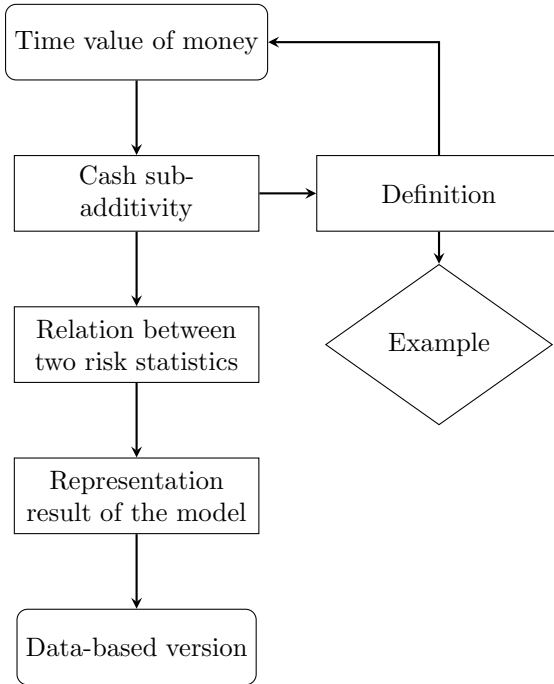 Time value of money
Cash sub-
additivity
Definition
Relation between
two risk statistics
Example
Representation
result of the model
Data-based version